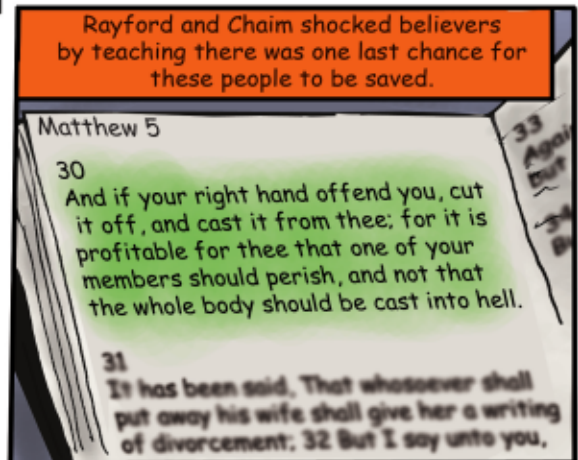 Rayford and Chaim shocked believers
by teaching there was one last chance for
these people to be saved.
Matthew 5
30
And if your right hand offend you, cut
it off, and cast it from thee; for it is
profitable for thee that one of your
members should perish, and not that
the whole body should be cast into hell.
31
It has been said, That whosoever shall
put away his wife shall give her a writing
of divorcement; 32 But I say unto you,
33